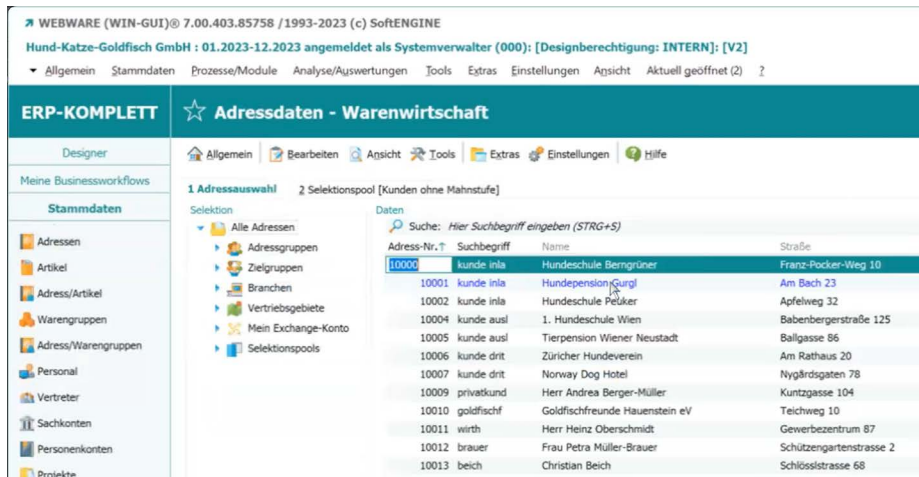 WEBWARE (WIN-GUI)® 7.00.403.85758 /1993-2023 (c) SoftENGINE
Hund-Katze-Goldfisch GmbH : 01.2023-12.2023 angemeldet als Systemverwalter (000): [Designberechtigung: INTERN]: [V2]
Allgemein Stammdaten Prozesse/Module Analyse/Auswertungen Tools Extras Einstellungen Ansicht Aktuell geöffnet (2) ?
ERP-KOMPLETT
Adressdaten - Warenwirtschaft
Designer
Meine Businessworkflows
Stammdaten
Adressen
Artikel
Adress/Artikel
Warengruppen
Adress/Warengruppen
Personal
Vertreter
Sachkonten
Personenkonten
Projekte
Allgemein Bearbeiten Ansicht Tools Extras Einstellungen Hilfe
1 Adressauswahl 2 Selektionspool [Kunden ohne Mahnstufe]
Selektion
Alle Adressen
Adressgruppen
Zielgruppen
Branchen
Vertriebsgebiete
Mein Exchange-Konto
Selektionspools
Daten
Suche: Hier Suchbegriff eingeben (STRG+S)
Adress-Nr.↑ Suchbegriff Name Straße
10000 kunde inla Hundeschule Berngrüner Franz-Pocker-Weg 10
10001 kunde inla Hundepension Gurgl Am Bach 23
10002 kunde inla Hundeschule Peuker Apfelweg 32
10004 kunde ausl 1. Hundeschule Wien Babenbergerstraße 125
10005 kunde ausl Tierpension Wiener Neustadt Ballgasse 86
10006 kunde drit Züricher Hundeverein Am Rathaus 20
10007 kunde drit Norway Dog Hotel Nygårdsgaten 78
10009 privatkund Herr Andrea Berger-Müller Kuntzgasse 104
10010 goldfischf Goldfischfreunde Hauenstein eV Teichweg 10
10011 wirth Herr Heinz Oberschmidt Gewerbezentrum 87
10012 brauer Frau Petra Müller-Brauer Schützengartenstrasse 2
10013 beich Christian Beich Schlösslstrasse 68